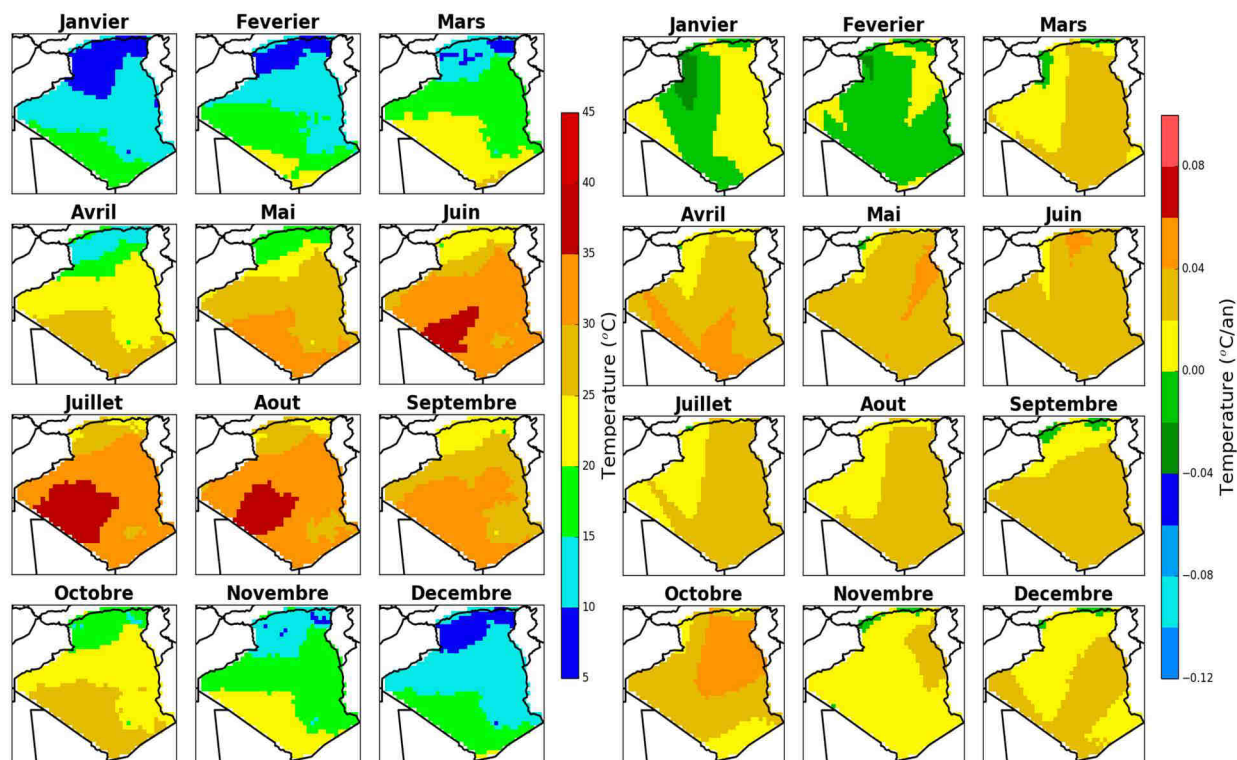 Janvier Feverier Mars
Avril Mai Juin
Juillet Aout Septembre
Octobre Novembre Decembre
45
40
35
30
25
20
15
10
5
Temperature (°C)
Janvier Feverier Mars
Avril Mai Juin
Juillet Aout Septembre
Octobre Novembre Decembre
0.08
0.04
0.00
−0.04
−0.08
−0.12
Temperature (°C/an)